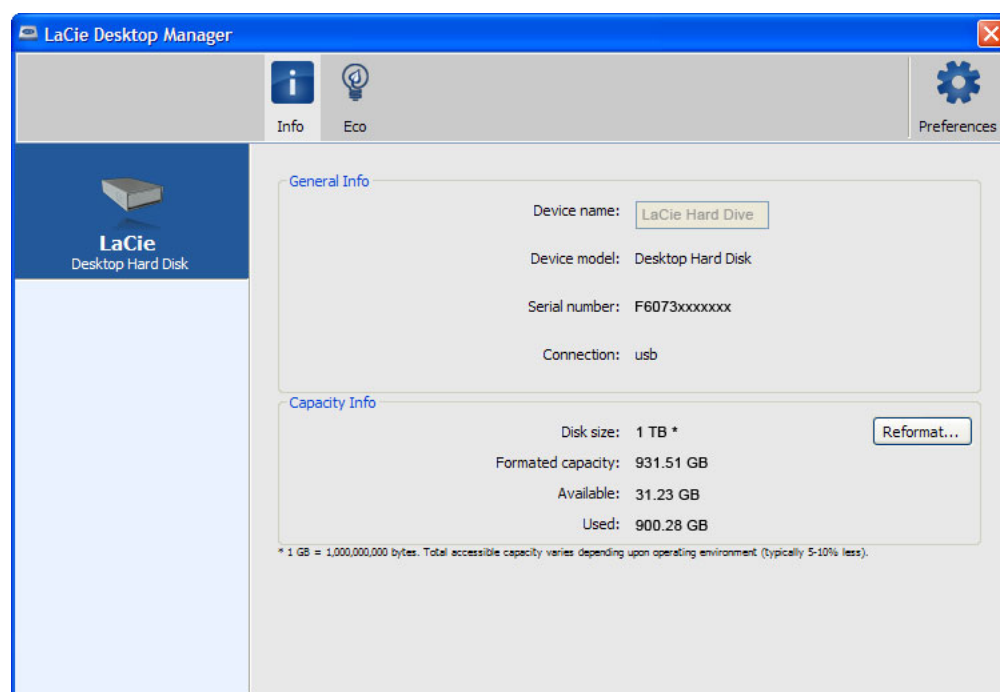 LaCie Desktop Manager
Info
Eco
Preferences
LaCie
Desktop Hard Disk
General Info
Device name: LaCie Hard Dive
Device model: Desktop Hard Disk
Serial number: F6073xxxxxxx
Connection: usb
Capacity Info
Disk size: 1 TB *
Reformat...
Formated capacity: 931.51 GB
Available: 31.23 GB
Used: 900.28 GB
* 1 GB = 1,000,000,000 bytes. Total accessible capacity varies depending upon operating environment (typically 5-10% less).